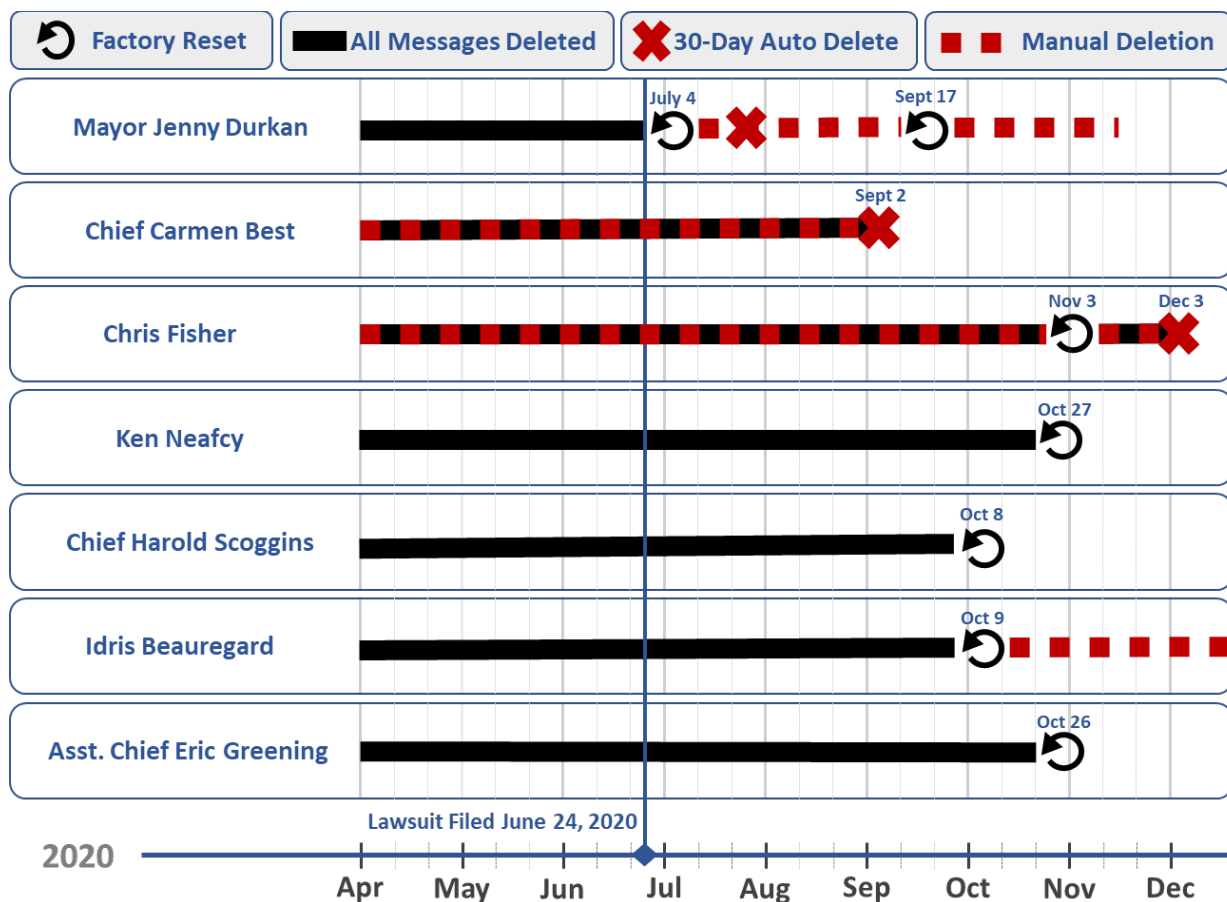 Factory Reset
All Messages Deleted
30-Day Auto Delete
Manual Deletion
Mayor Jenny Durkan
July 4
Sept 17
Chief Carmen Best
Sept 2
Chris Fisher
Nov 3
Dec 3
Ken Neafcy
Oct 27
Chief Harold Scoggins
Oct 8
Idris Beauregard
Oct 9
Asst. Chief Eric Greening
Oct 26
Lawsuit Filed June 24, 2020
2020
Apr May Jun Jul Aug Sep Oct Nov Dec